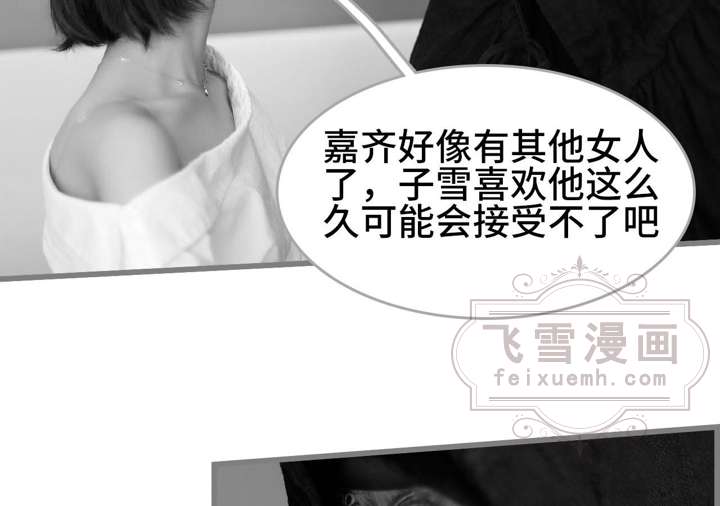 嘉齐好像有其他女人
了，子雪喜欢他这么
久可能会接受不了吧
飞雪漫画
feixuemh.com